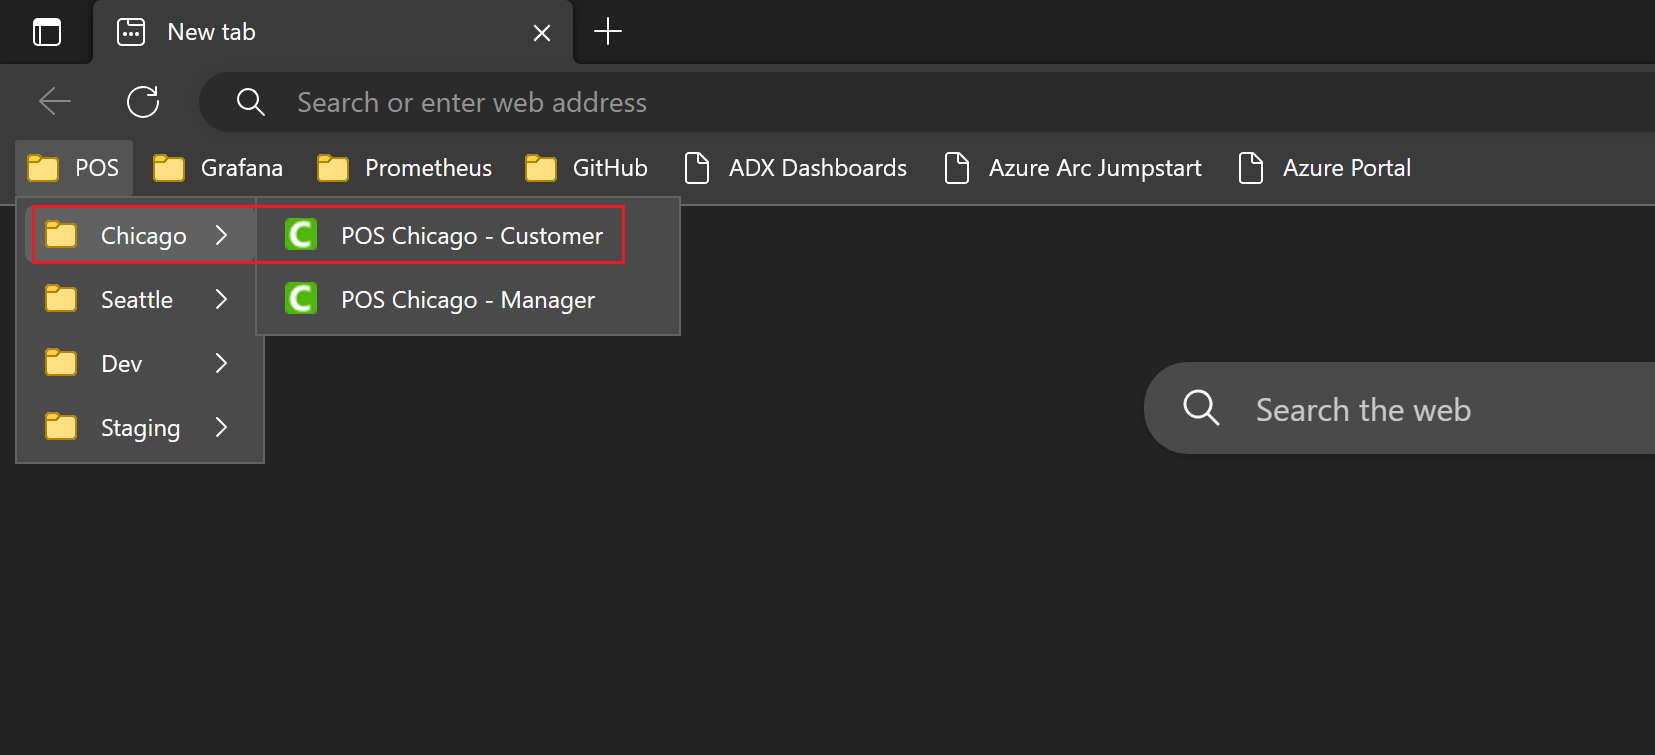 New tab
Search or enter web address
POS Grafana Prometheus GitHub ADX Dashboards Azure Arc Jumpstart Azure Portal
Chicago C POS Chicago - Customer
Seattle C POS Chicago - Manager
Dev
Staging
Search the web